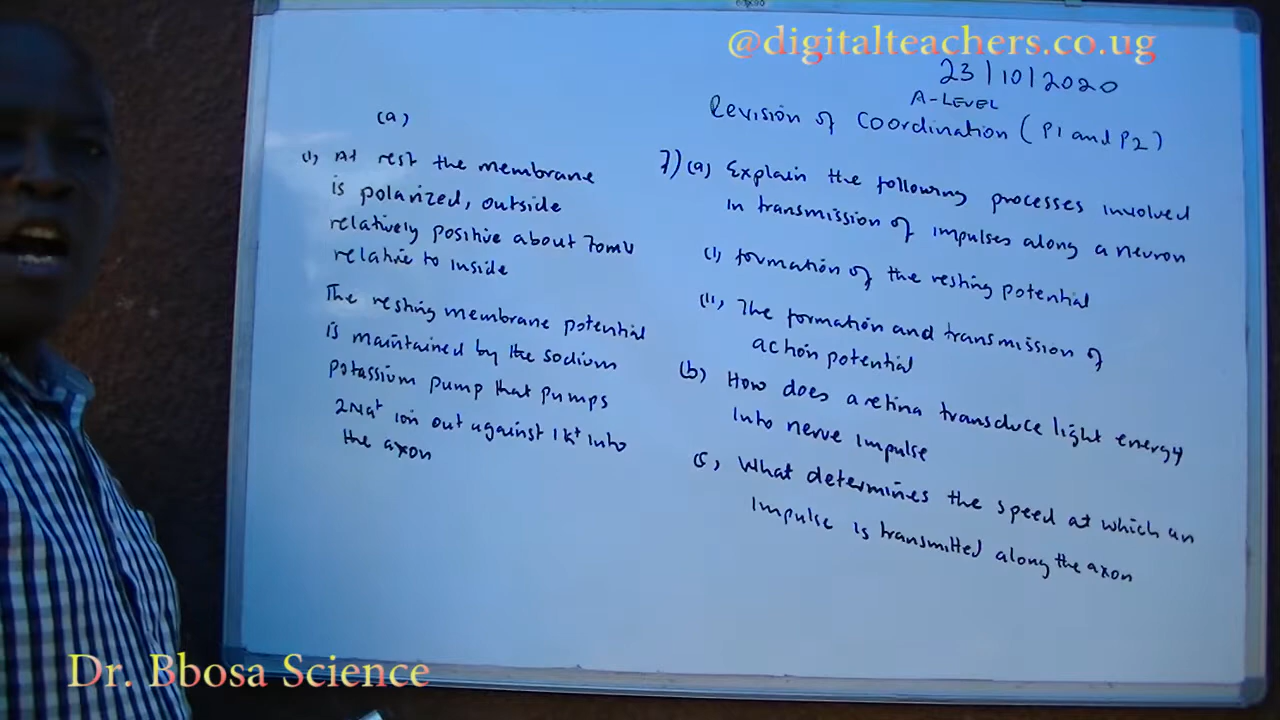 @digitalteachers.co.ug
23/10/2020
A-LEVEL
Revision of Coordination (P1 and P2)
7) (a) Explain the following processes involved
in transmission of impulses along a neuron
(i) formation of the resting potential
(ii) The formation and transmission of
action potential
(b) How does a retina transduce light energy
into nerve impulse
(c) What determines the speed at which an
impulse is transmitted along the axon
(a)
(i) At rest the membrane
is polarized, outside
relatively positive about 70mV
relative to inside
The resting membrane potential
is maintained by the sodium
potassium pump that pumps
2Na+ ion out against 1K+ into
the axon
Dr. Bbosa Science